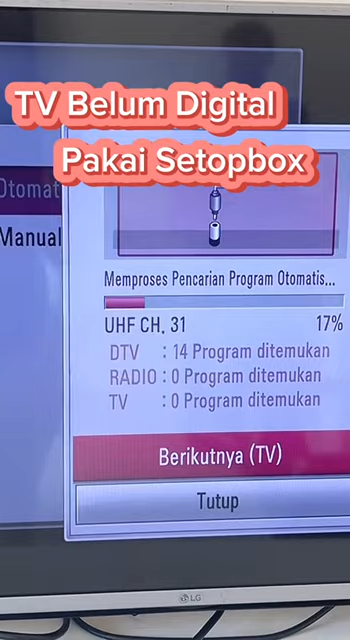 TV Belum Digital
Pakai Setopbox
Otomat
Manual
Memproses Pencarian Program Otomatis...
UHF CH. 31 17%
DTV : 14 Program ditemukan
RADIO : 0 Program ditemukan
TV : 0 Program ditemukan
Berikutnya (TV)
Tutup
LG